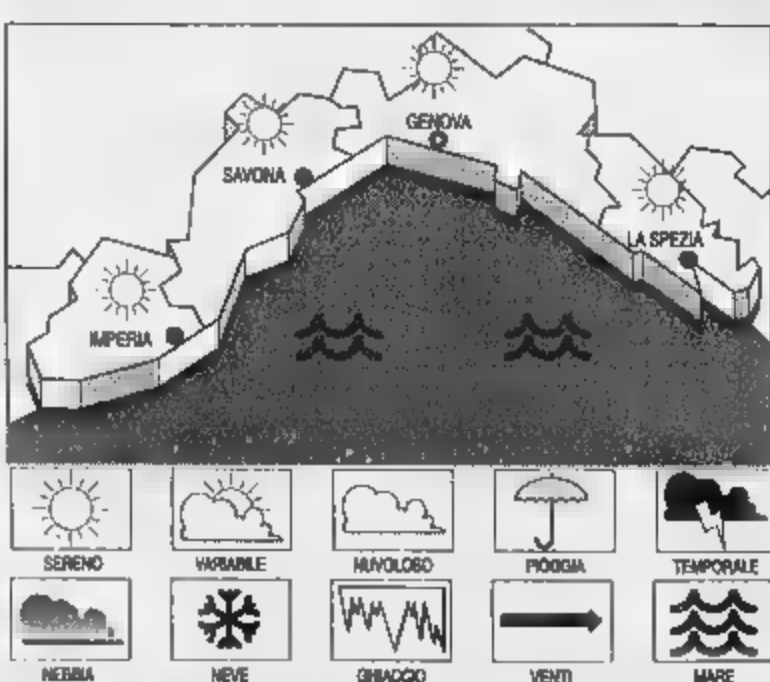 GENOVA
SAVONA
LA SPEZIA
IMPERIA
SERENO
VARIABILE
NUVOLOSO
PIOGGIA
TEMPORALE
NEBBIA
NEVE
GHIACCIO
VENTI
MARE